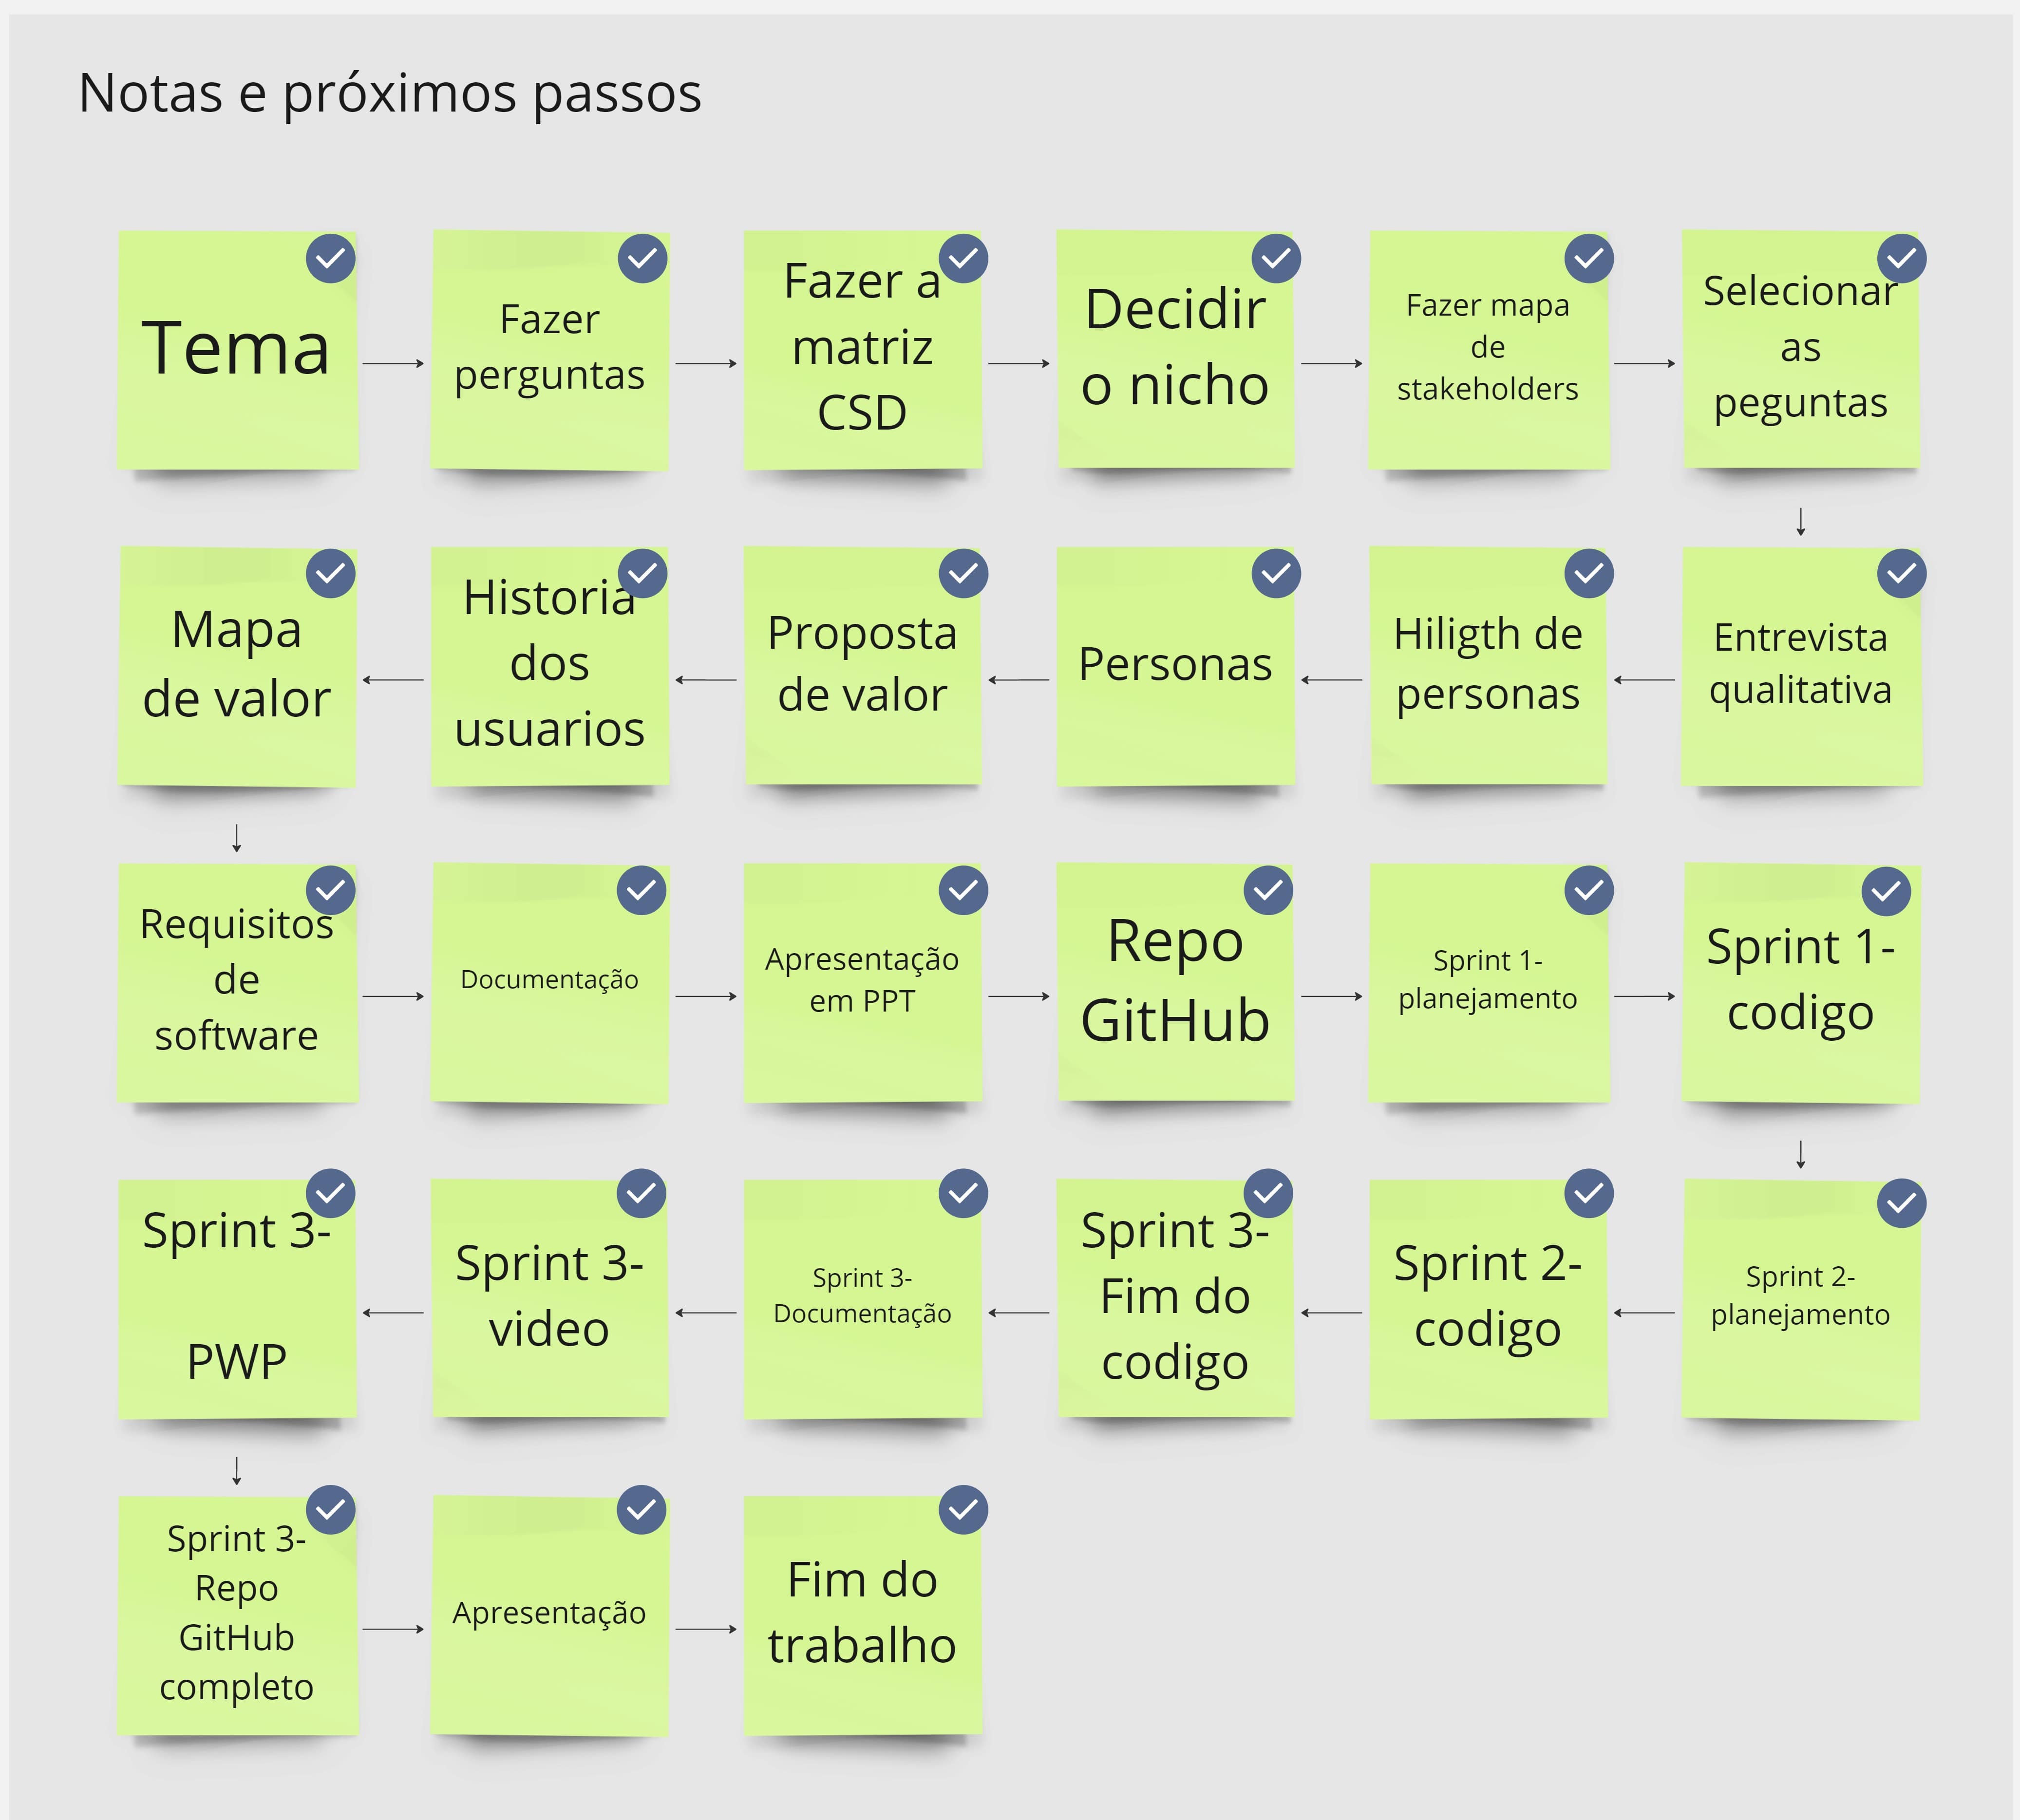 Notas e próximos passos
Tema
Fazer
perguntas
Fazer a
matriz
CSD
Decidir
o nicho
Fazer mapa
de
stakeholders
Selecionar
as
peguntas
Entrevista
qualitativa
Hiligth de
personas
Personas
Proposta
de valor
Historia
dos
usuarios
Mapa
de valor
Requisitos
de
software
Documentação
Apresentação
em PPT
Repo
GitHub
Sprint 1-
planejamento
Sprint 1-
codigo
Sprint 2-
planejamento
Sprint 2-
codigo
Sprint 3-
Fim do
codigo
Sprint 3-
Documentação
Sprint 3-
video
Sprint 3-
PWP
Sprint 3-
Repo
GitHub
completo
Apresentação
Fim do
trabalho